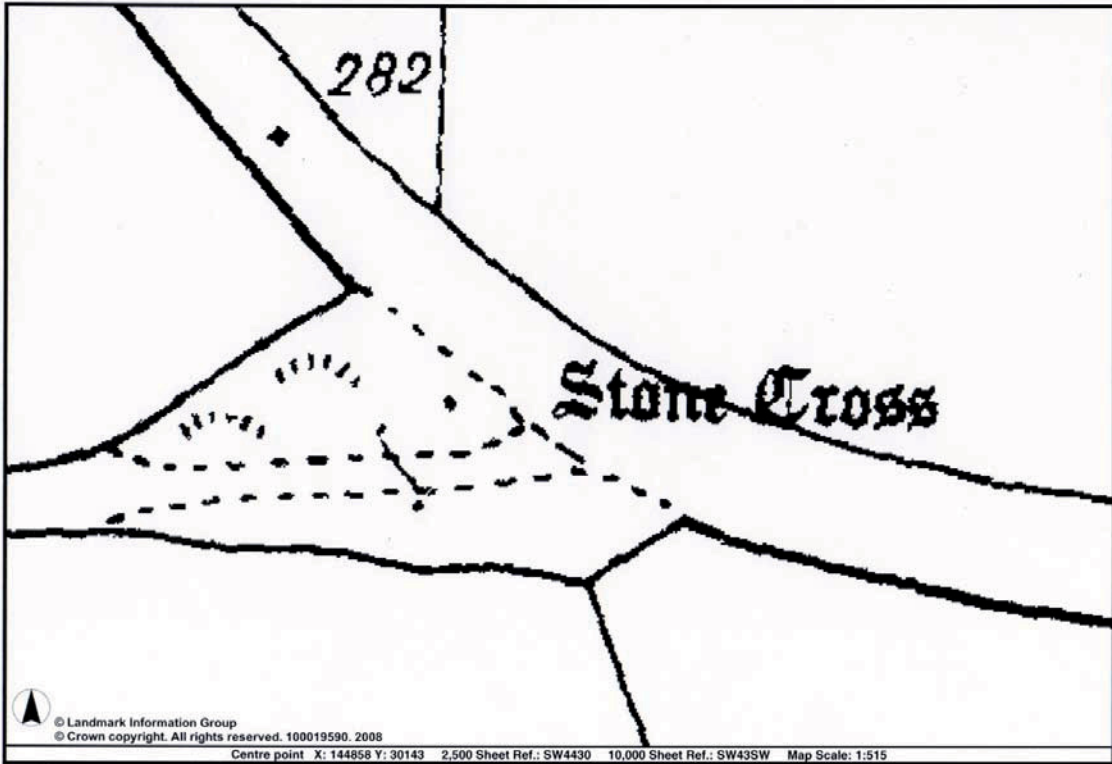 282
Stone Cross
© Landmark Information Group
© Crown copyright. All rights reserved. 100019590. 2008
Centre point X: 144858 Y: 30143 2,500 Sheet Ref.: SW4430 10,000 Sheet Ref.: SW43SW Map Scale: 1:515